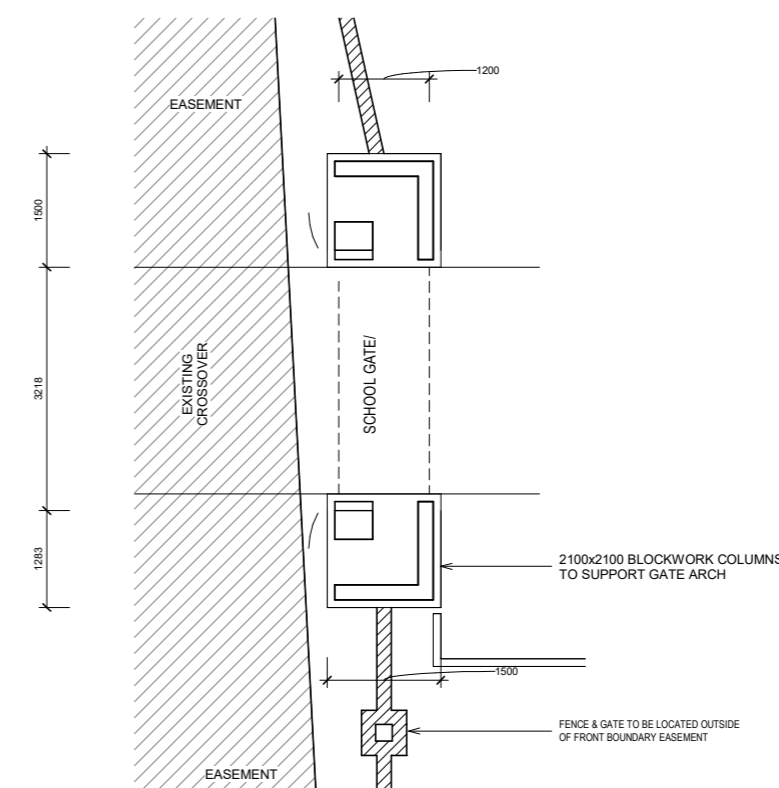 1200
EASEMENT
1500
3218
EXISTING
CROSSOVER
SCHOOL GATE/
1283
2100x2100 BLOCKWORK COLUMNS
TO SUPPORT GATE ARCH
1500
FENCE & GATE TO BE LOCATED OUTSIDE
OF FRONT BOUNDARY EASEMENT
EASEMENT